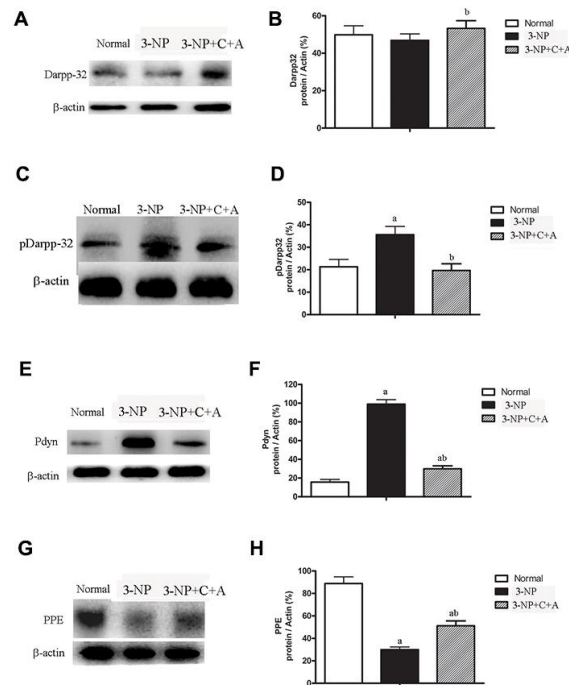 A
Normal 3-NP 3-NP+C+A
Darpp-32
β-actin
B
Darpp32
protein / Actin (%)
60
40
20
0
b
Normal
3-NP
3-NP+C+A
C
Normal 3-NP 3-NP+C+A
pDarpp-32
β-actin
D
pDarpp32
protein / Actin (%)
50
40
30
20
10
0
a
b
Normal
3-NP
3-NP+C+A
E
Normal 3-NP 3-NP+C+A
Pdyn
β-actin
F
Pdyn
protein / Actin (%)
120
100
80
60
40
20
0
a
ab
Normal
3-NP
3-NP+C+A
G
Normal 3-NP 3-NP+C+A
PPE
β-actin
H
PPE
protein / Actin (%)
100
80
60
40
20
0
a
ab
Normal
3-NP
3-NP+C+A